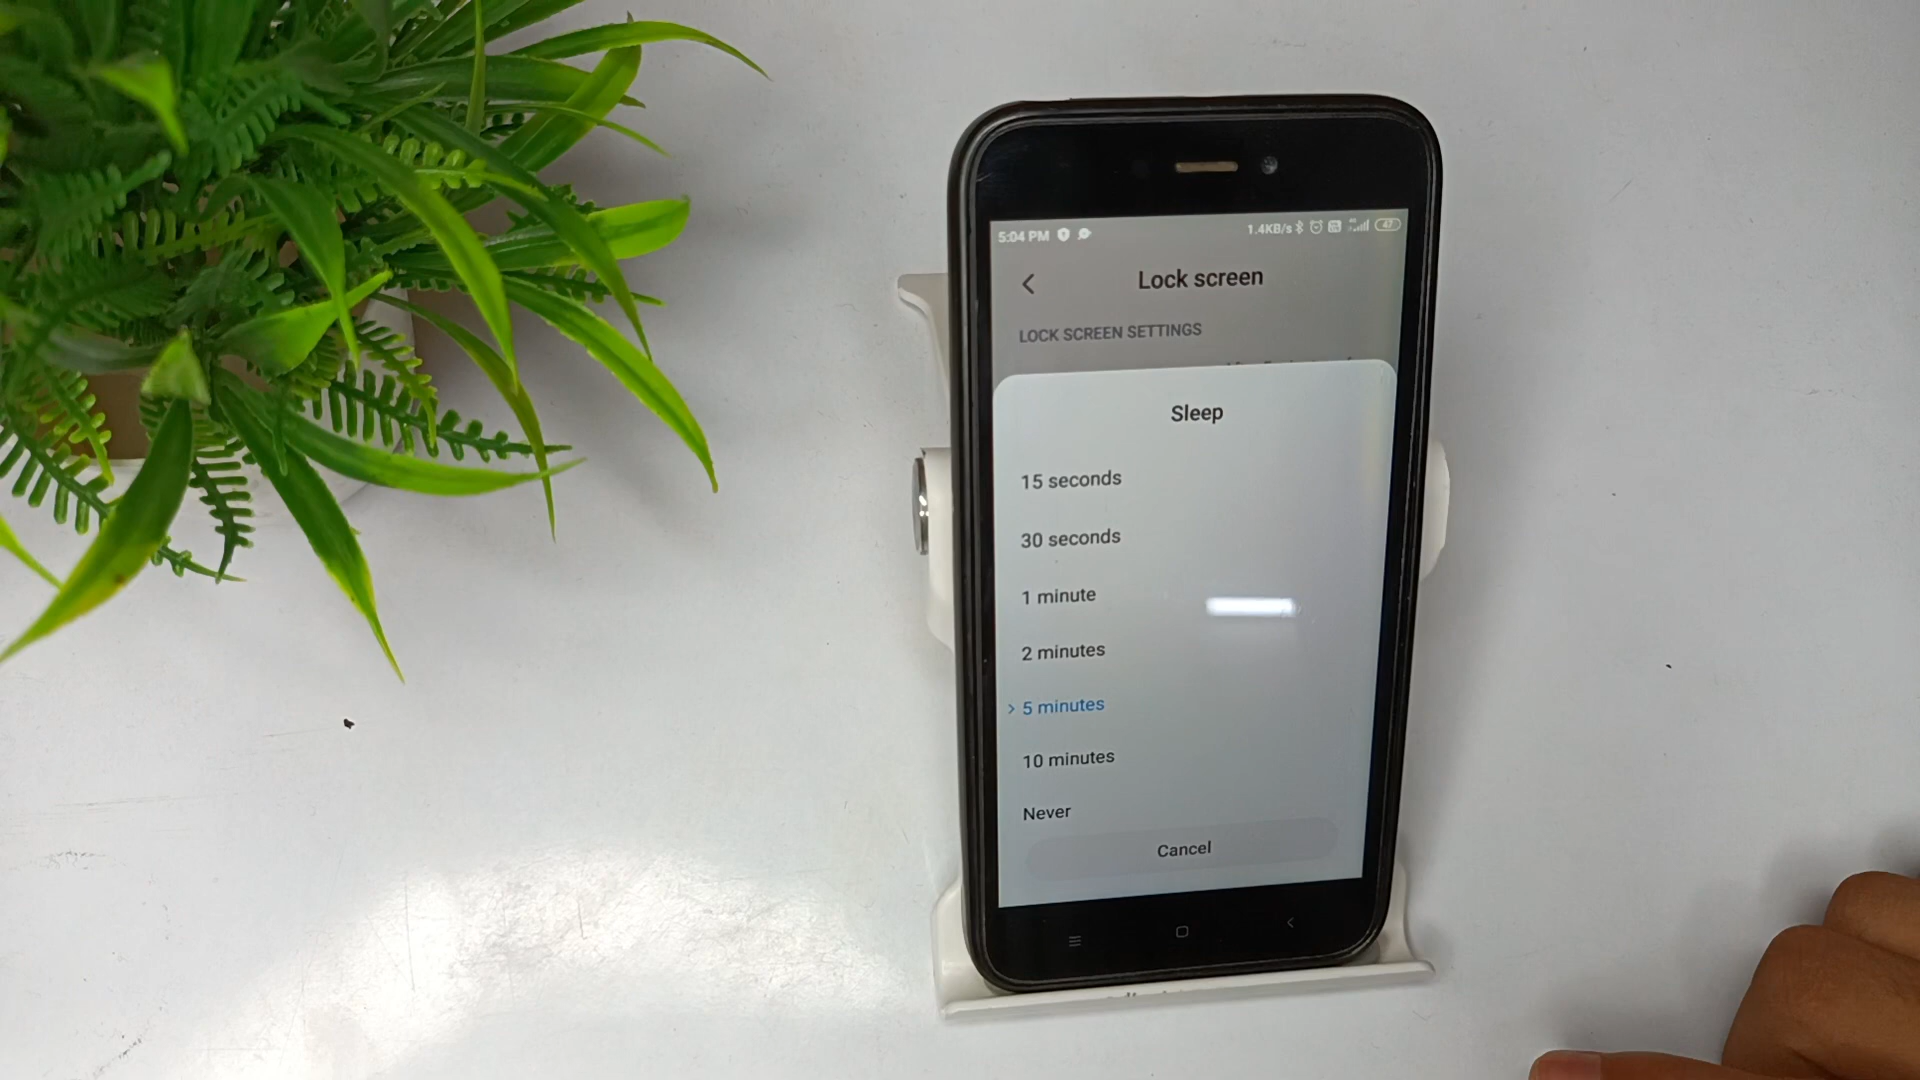 5:04 PM 1.4KB/s 47
Lock screen
LOCK SCREEN SETTINGS
Sleep
15 seconds
30 seconds
1 minute
2 minutes
> 5 minutes
10 minutes
Never
Cancel